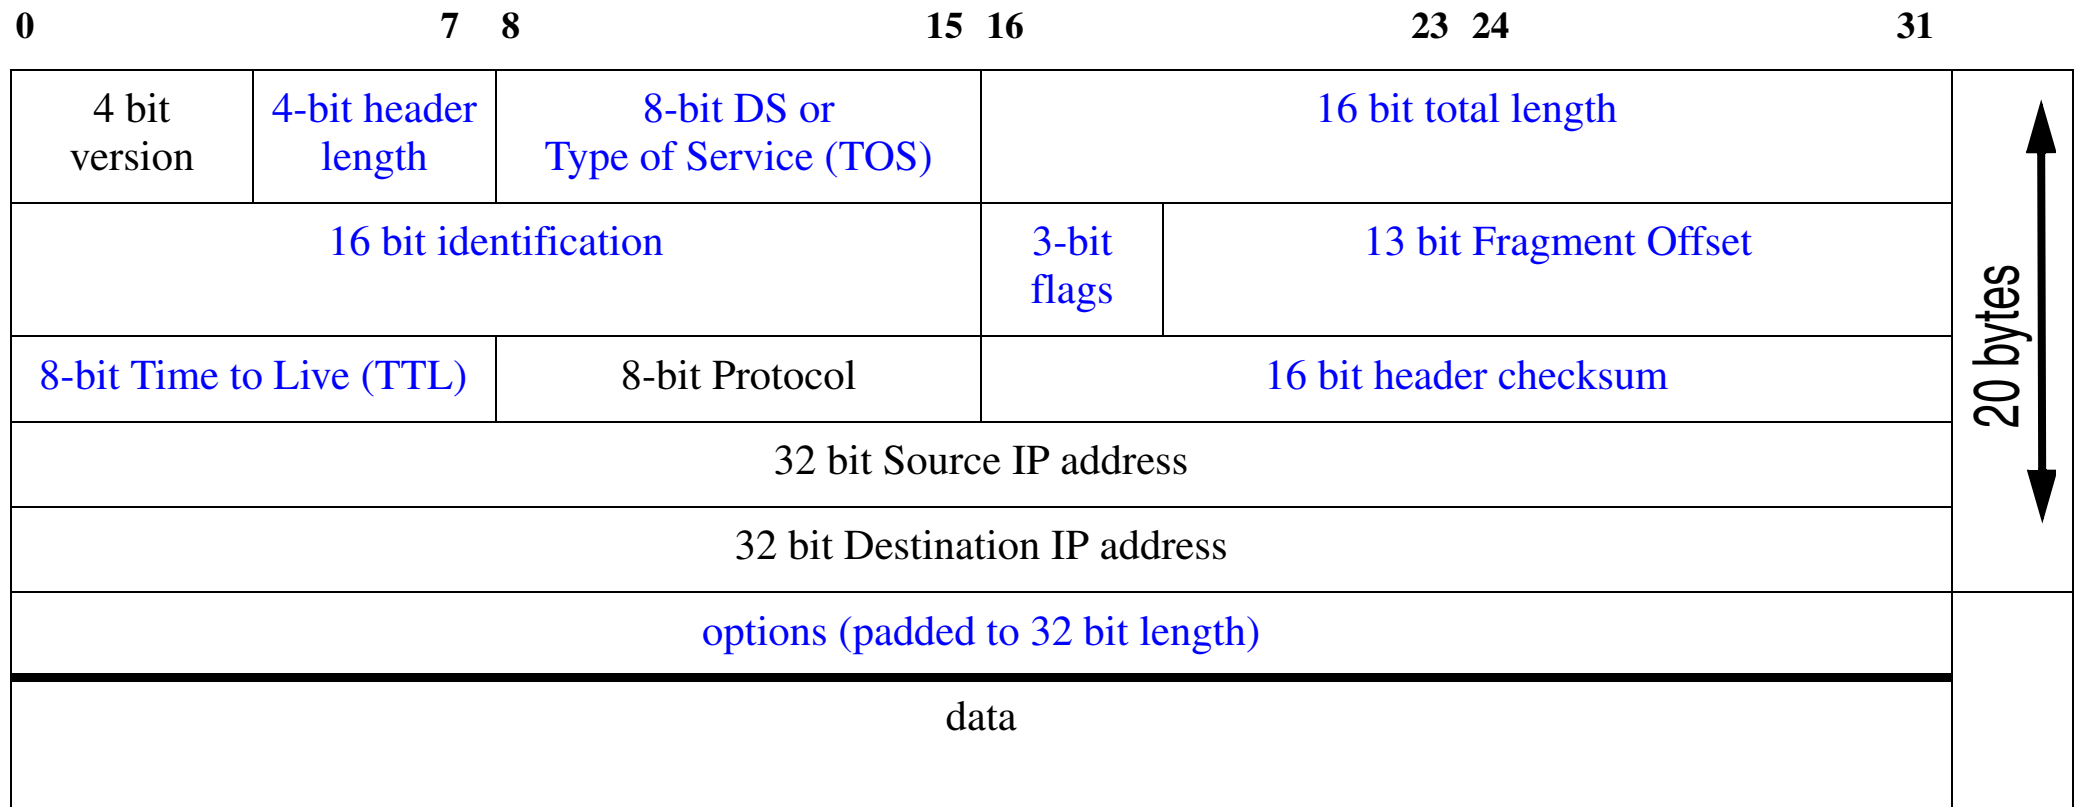 0 7 8 15 16 23 24 31
4 bit
version
4-bit header
length
8-bit DS or
Type of Service (TOS)
16 bit total length
16 bit identification
3-bit
flags
13 bit Fragment Offset
8-bit Time to Live (TTL)
8-bit Protocol
16 bit header checksum
32 bit Source IP address
32 bit Destination IP address
20 bytes
options (padded to 32 bit length)
data